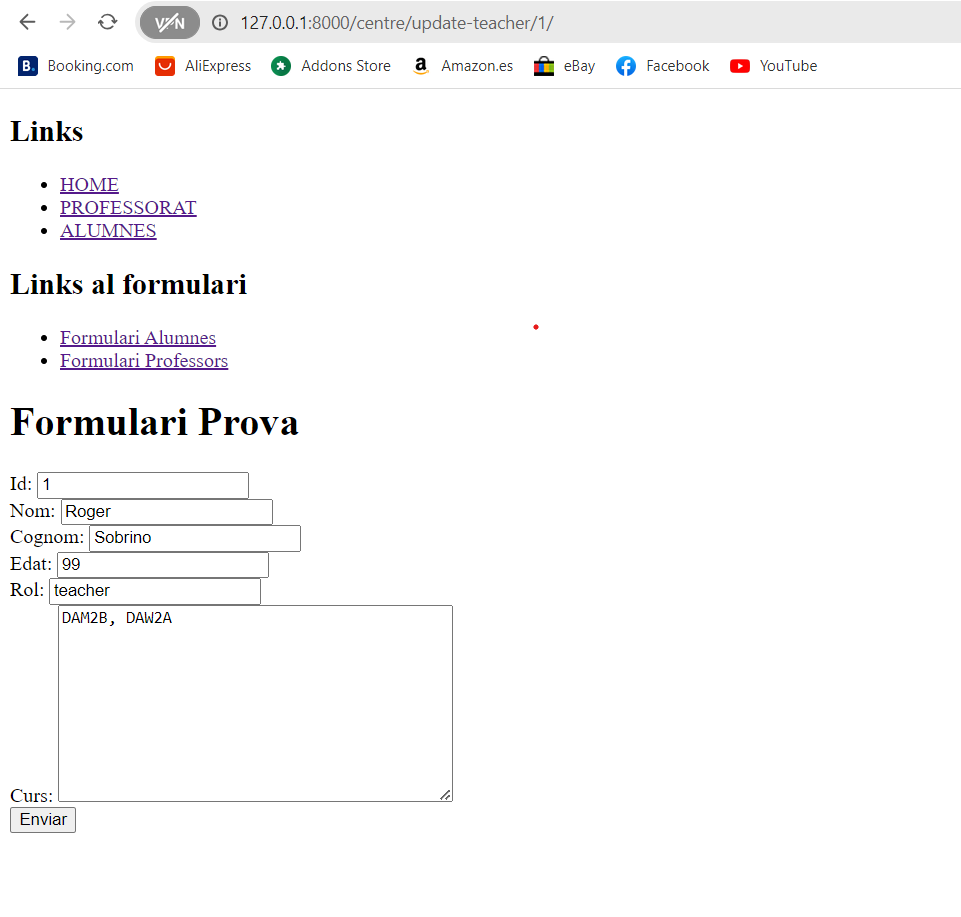 VPN 127.0.0.1:8000/centre/update-teacher/1/
B. Booking.com AliExpress Addons Store a Amazon.es eBay Facebook YouTube
Links
HOME
PROFESSORAT
ALUMNES
Links al formulari
Formulari Alumnes
Formulari Professors
Formulari Prova
Id: 1
Nom: Roger
Cognom: Sobrino
Edat: 99
Rol: teacher
DAM2B, DAW2A
Curs:
Enviar